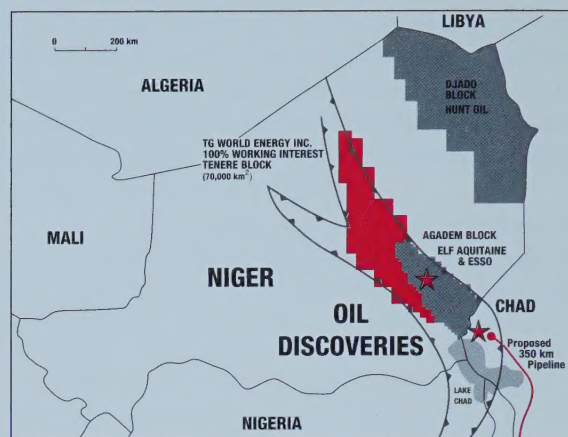 LIBYA
0 200 km
ALGERIA
DJADO
BLOCK
HUNT OIL
TG WORLD ENERGY INC.
100% WORKING INTEREST
TENERE BLOCK
(70,000 km²)
MALI
AGADEM BLOCK
ELF AQUITAINE
& ESSO
NIGER
CHAD
OIL
DISCOVERIES
Proposed
350 km
Pipeline
LAKE
CHAD
NIGERIA